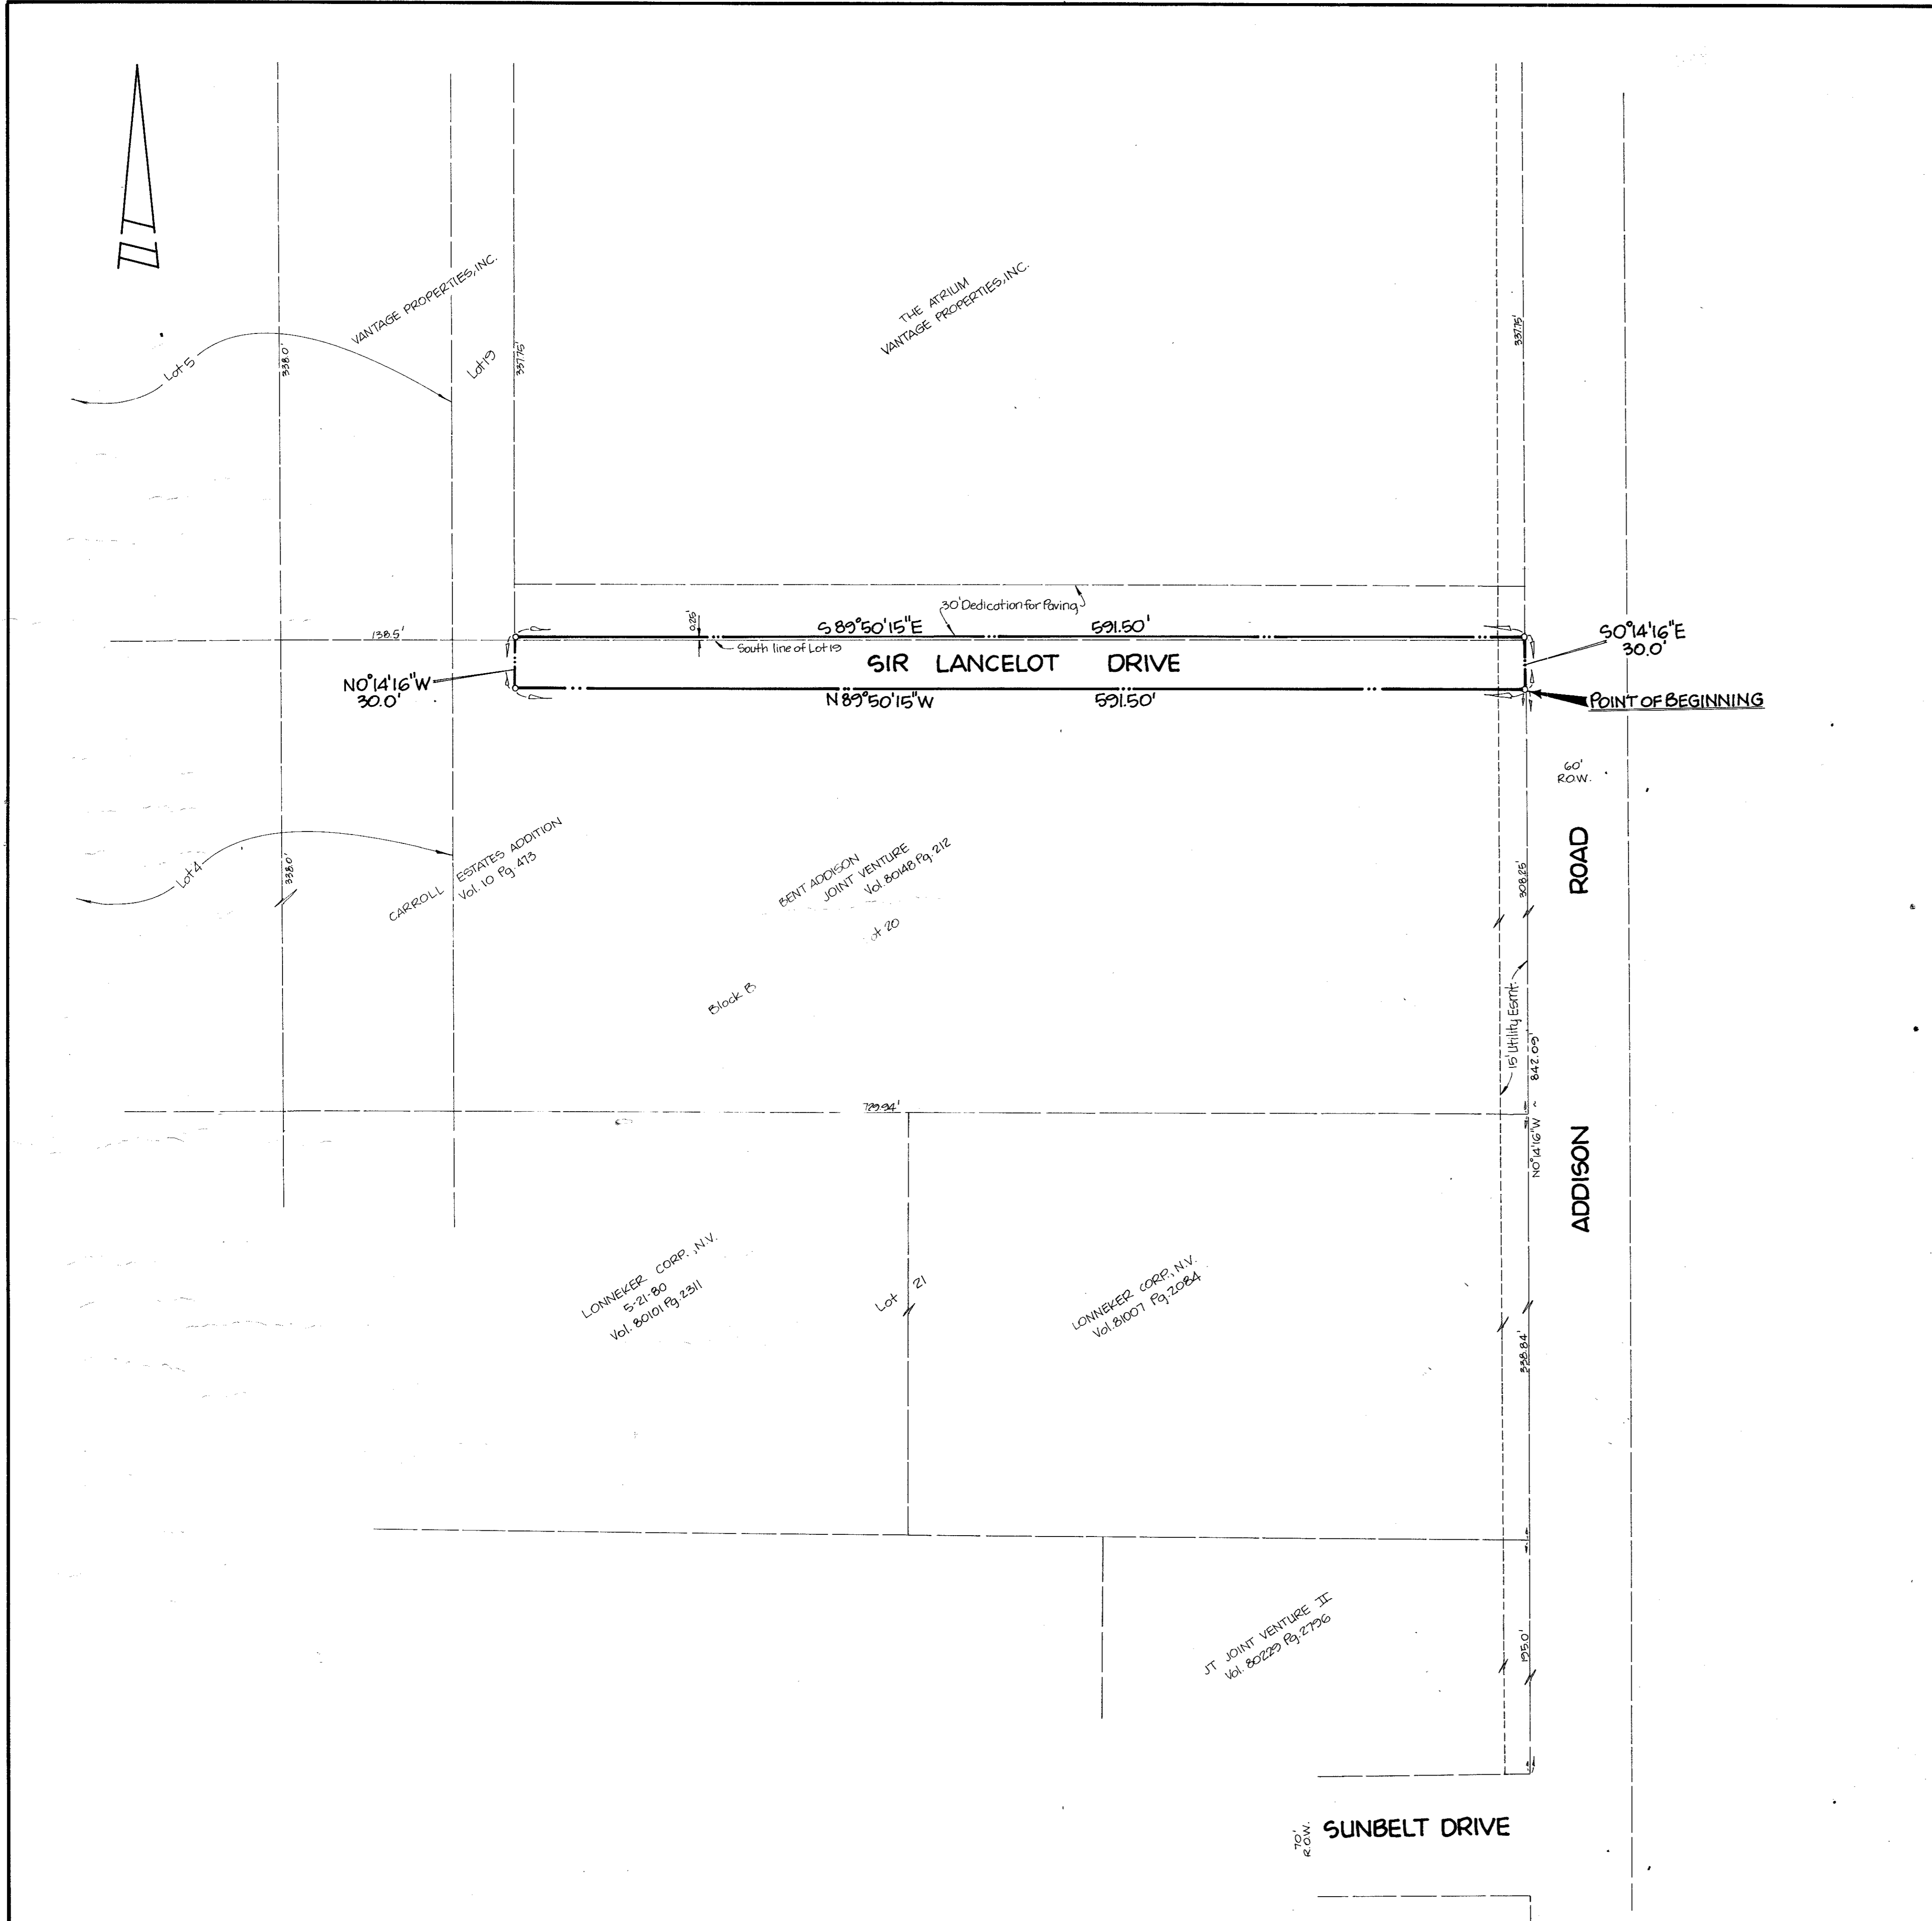 VANTAGE PROPERTIES, INC.
THE ATRIUM
VANTAGE PROPERTIES, INC.
Lot 5
338.0'
Lot 19
337.75'
337.75'
30' Dedication for Paving
138.5'
0.25'
S 89°50'15"E 591.50'
South line of Lot 19
SIR LANCELOT DRIVE
S0°14'16"E
30.0'
N0°14'16"W
30.0'
N 89°50'15"W 591.50'
POINT OF BEGINNING
60'
R.O.W.
Lot 4
338.0'
CARROLL ESTATES ADDITION
Vol. 10 Pg. 473
BENT ADDISON
JOINT VENTURE
Vol. 80148 Pg. 212
ot 20
Block B
308.25'
15' Utility Esmt.
N0°14'16"W ~ 842.09'
ADDISON ROAD
729.94'
LONNEKER CORP., N.V.
5-21-80
Vol. 80101 Pg. 2311
Lot 21
LONNEKER CORP., N.V.
Vol. 81007 Pg. 2084
338.84'
JT JOINT VENTURE II
Vol. 80229 Pg. 2796
195.0'
70'
R.O.W.
SUNBELT DRIVE